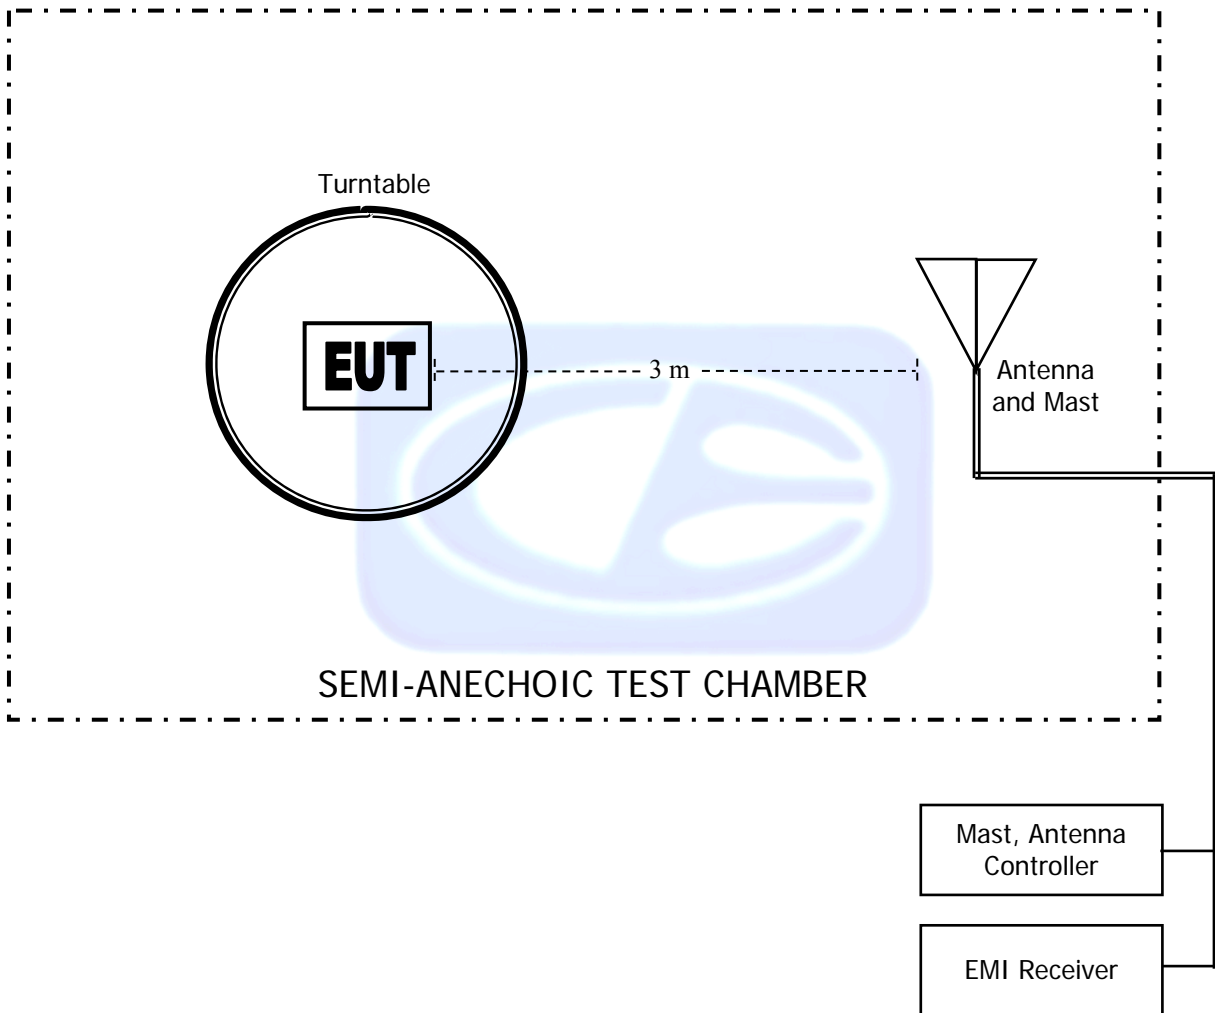 Turntable
EUT
3 m
Antenna
and Mast
SEMI-ANECHOIC TEST CHAMBER
Mast, Antenna
Controller
EMI Receiver